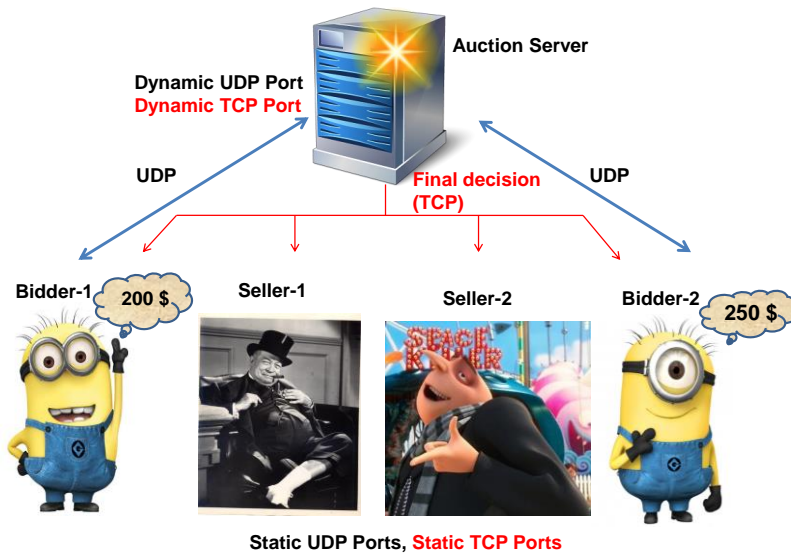 Auction Server
Dynamic UDP Port
Dynamic TCP Port
UDP
UDP
Final decision
(TCP)
Bidder-1
200 $
Seller-1
Seller-2
Bidder-2
250 $
Static UDP Ports, Static TCP Ports